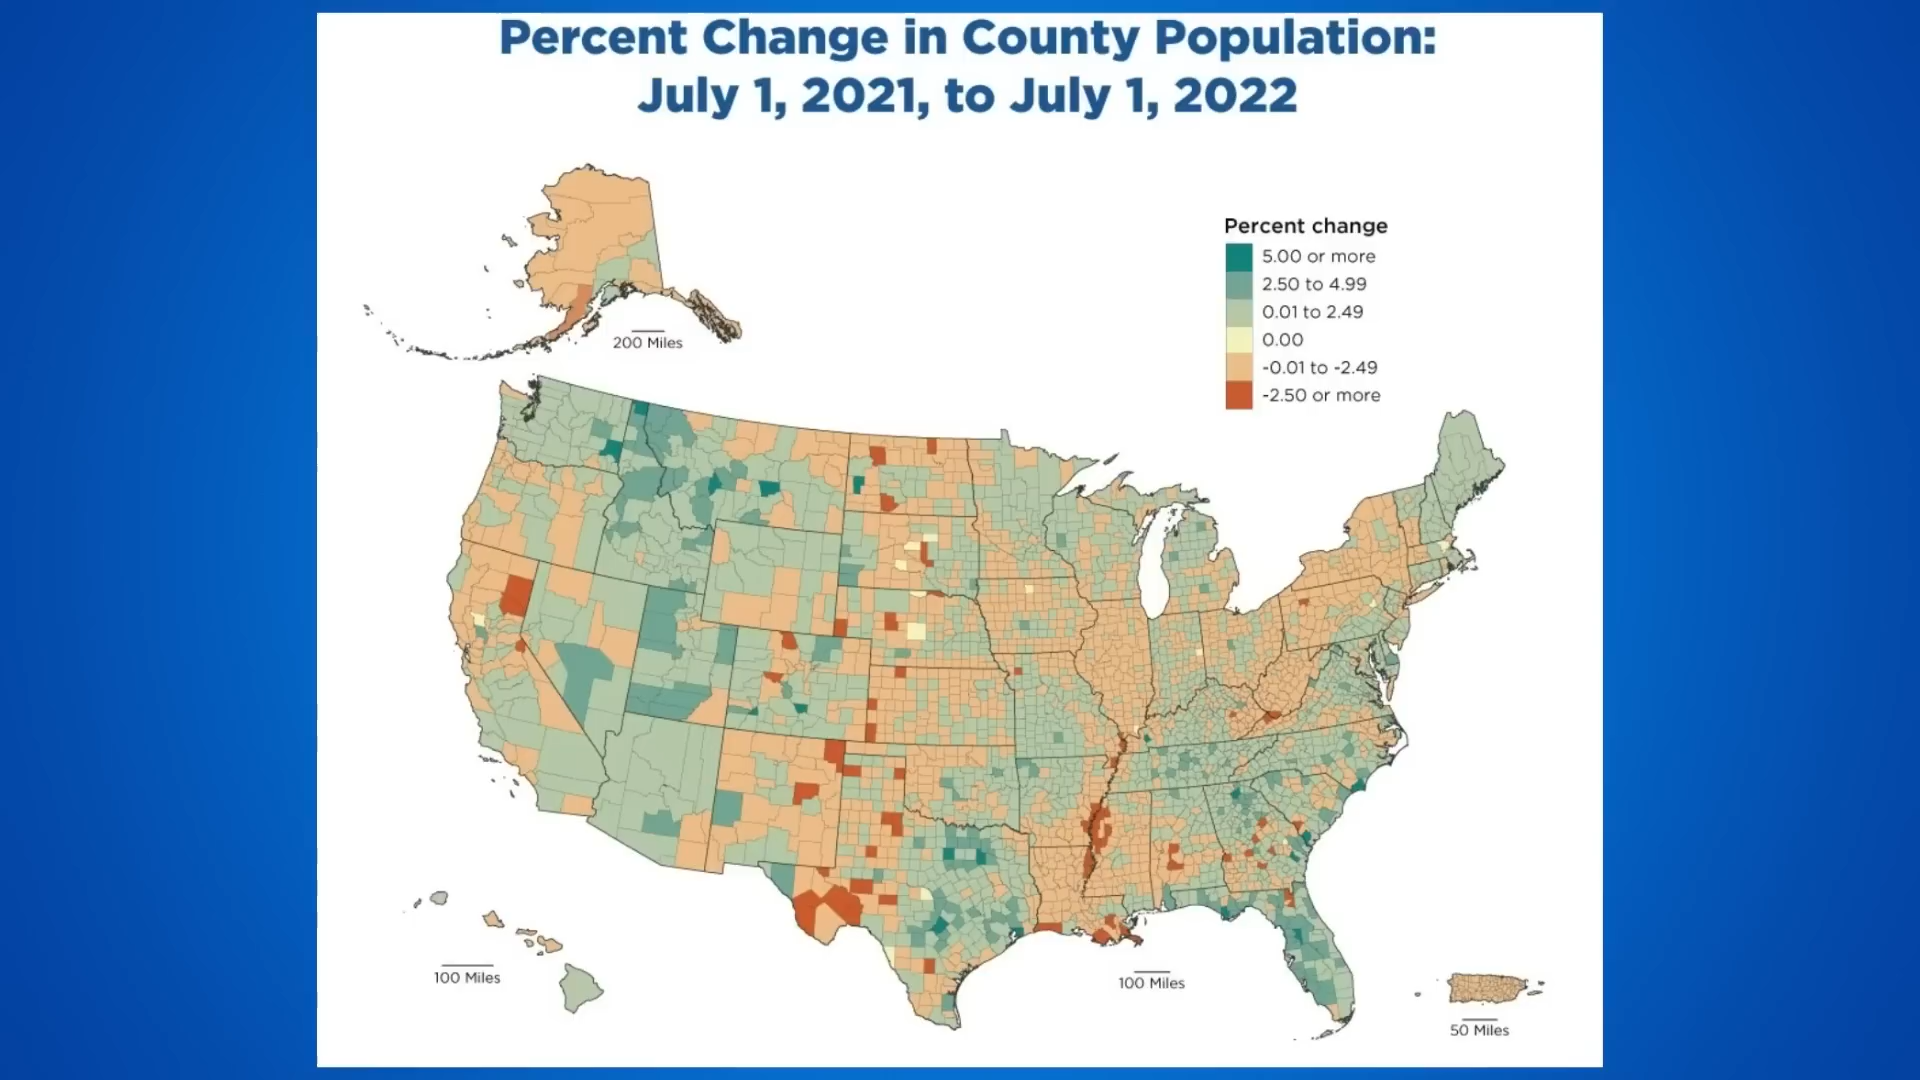 Percent Change in County Population:
July 1, 2021, to July 1, 2022
Percent change
5.00 or more
2.50 to 4.99
0.01 to 2.49
0.00
-0.01 to -2.49
-2.50 or more
200 Miles
100 Miles
100 Miles
50 Miles